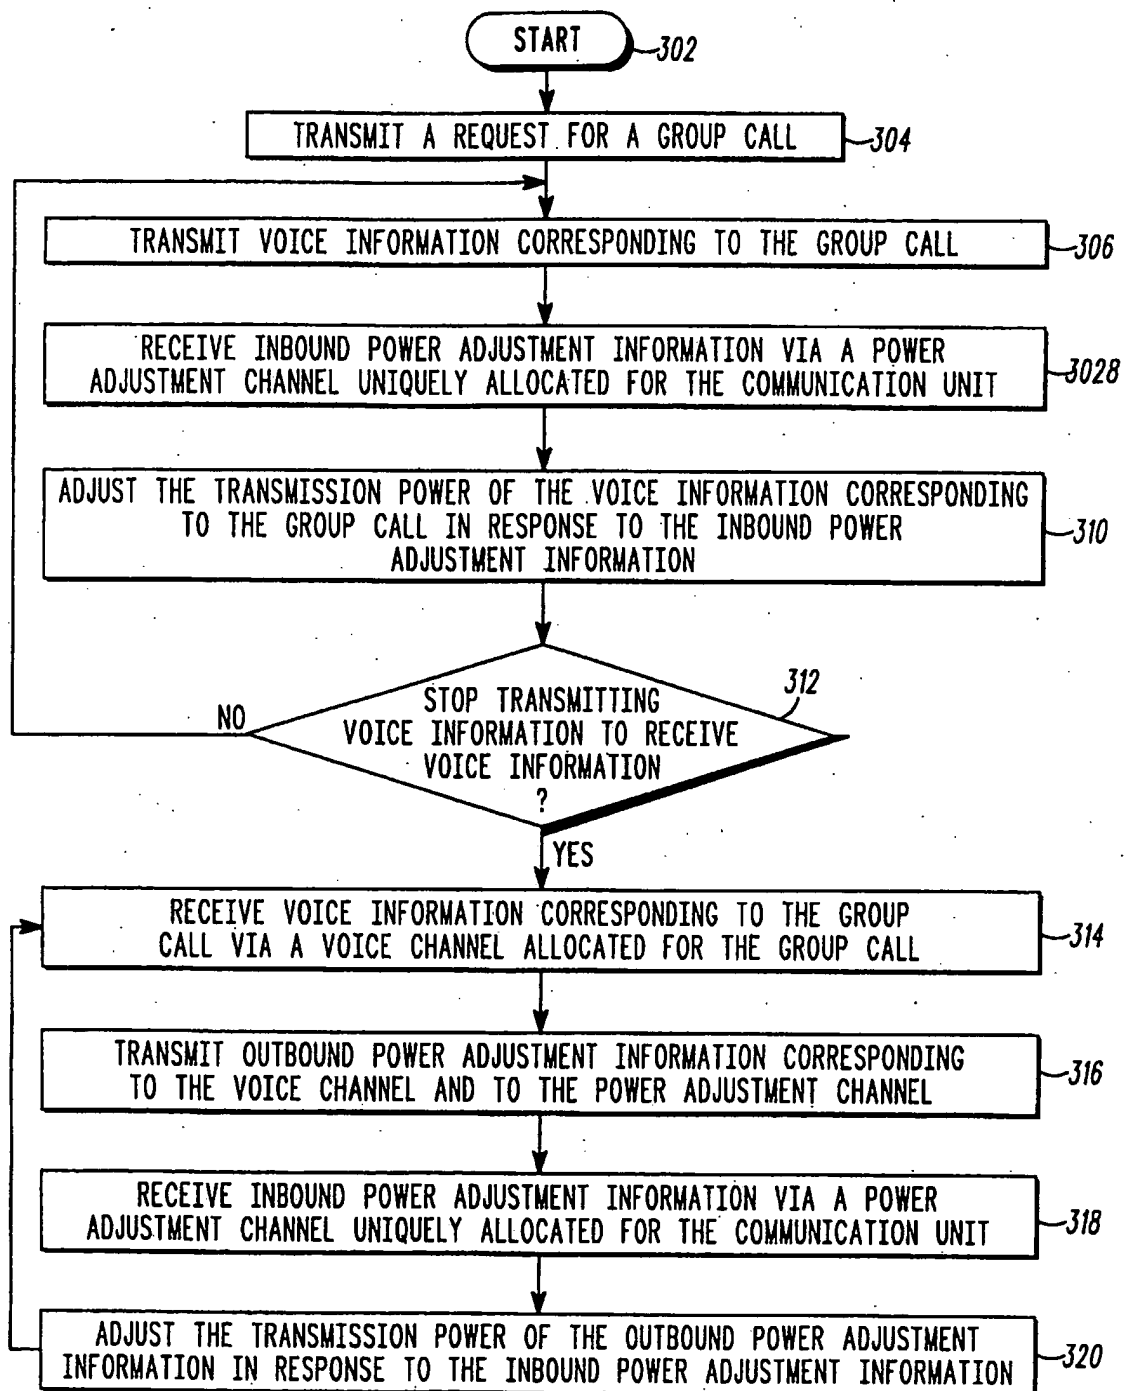 START
302
TRANSMIT A REQUEST FOR A GROUP CALL
304
TRANSMIT VOICE INFORMATION CORRESPONDING TO THE GROUP CALL
306
RECEIVE INBOUND POWER ADJUSTMENT INFORMATION VIA A POWER
ADJUSTMENT CHANNEL UNIQUELY ALLOCATED FOR THE COMMUNICATION UNIT
3028
ADJUST THE TRANSMISSION POWER OF THE VOICE INFORMATION CORRESPONDING
TO THE GROUP CALL IN RESPONSE TO THE INBOUND POWER
ADJUSTMENT INFORMATION
310
312
STOP TRANSMITTING
VOICE INFORMATION TO RECEIVE
VOICE INFORMATION
?
NO
YES
RECEIVE VOICE INFORMATION CORRESPONDING TO THE GROUP
CALL VIA A VOICE CHANNEL ALLOCATED FOR THE GROUP CALL
314
TRANSMIT OUTBOUND POWER ADJUSTMENT INFORMATION CORRESPONDING
TO THE VOICE CHANNEL AND TO THE POWER ADJUSTMENT CHANNEL
316
RECEIVE INBOUND POWER ADJUSTMENT INFORMATION VIA A POWER
ADJUSTMENT CHANNEL UNIQUELY ALLOCATED FOR THE COMMUNICATION UNIT
318
ADJUST THE TRANSMISSION POWER OF THE OUTBOUND POWER ADJUSTMENT
INFORMATION IN RESPONSE TO THE INBOUND POWER ADJUSTMENT INFORMATION
320